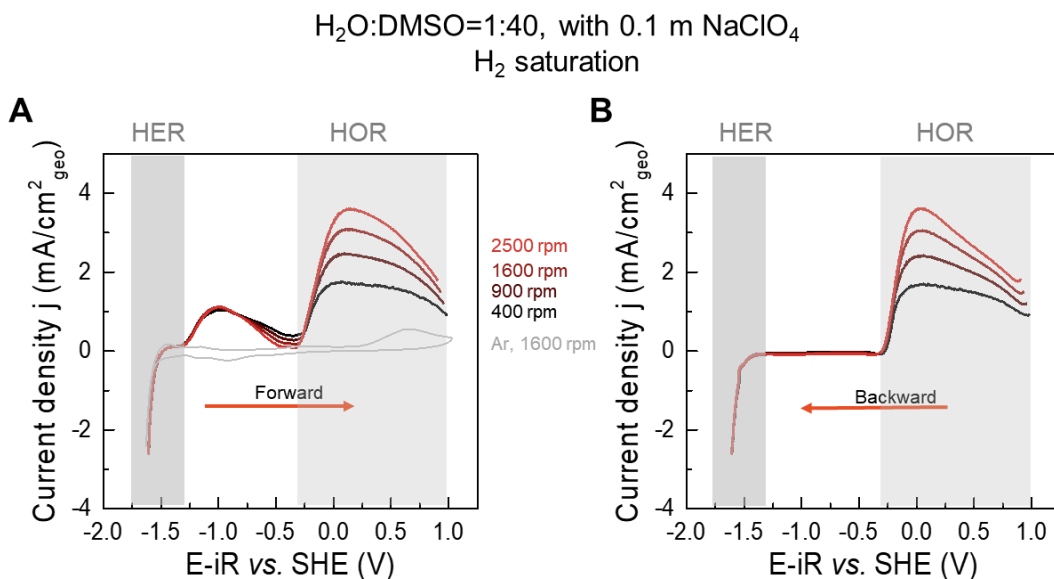 H₂O:DMSO=1:40, with 0.1 m NaClO₄
H₂ saturation
A
HER
HOR
Current density j (mA/cm²geo)
4
2
0
-2
-4
-2.0 -1.5 -1.0 -0.5 0.0 0.5 1.0
E-iR vs. SHE (V)
Forward
2500 rpm
1600 rpm
900 rpm
400 rpm
Ar, 1600 rpm
B
HER
HOR
Current density j (mA/cm²geo)
4
2
0
-2
-4
-2.0 -1.5 -1.0 -0.5 0.0 0.5 1.0
E-iR vs. SHE (V)
Backward